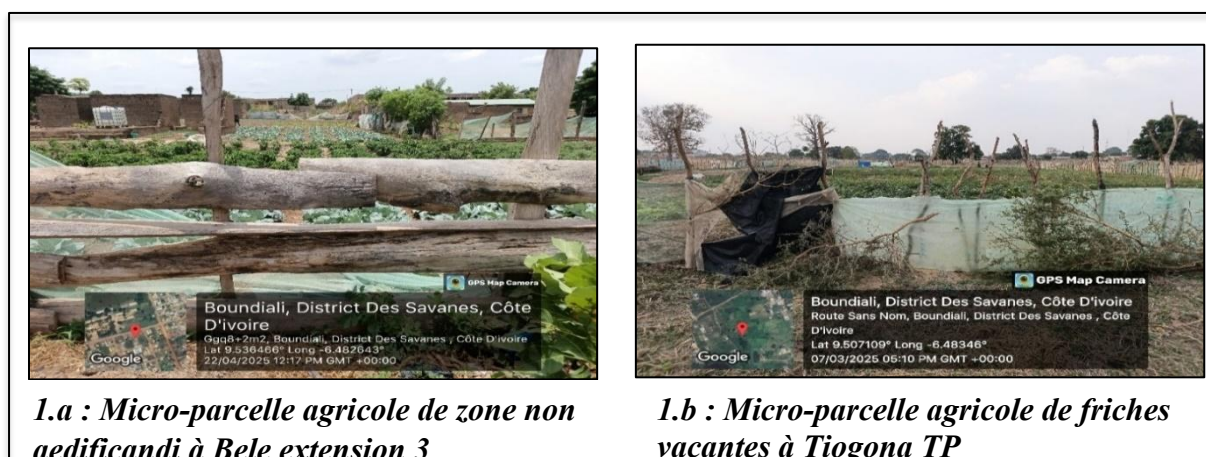 GPS Map Camera
Boundiali, District Des Savanes, Côte
D'ivoire
Ggq8+2m2, Boundiali, District Des Savanes , Côte D'ivoire
Lat 9.536466° Long -6.482643°
22/04/2025 12:17 PM GMT +00:00
Google
GPS Map Camera
Boundiali, District Des Savanes, Côte D'ivoire
Route Sans Nom, Boundiali, District Des Savanes , Côte
D'ivoire
Lat 9.507109° Long -6.48346°
07/03/2025 05:10 PM GMT +00:00
Google
1.a : Micro-parcelle agricole de zone non
aedificandi à Bele extension 3
1.b : Micro-parcelle agricole de friches
vacantes à Tiogona TP